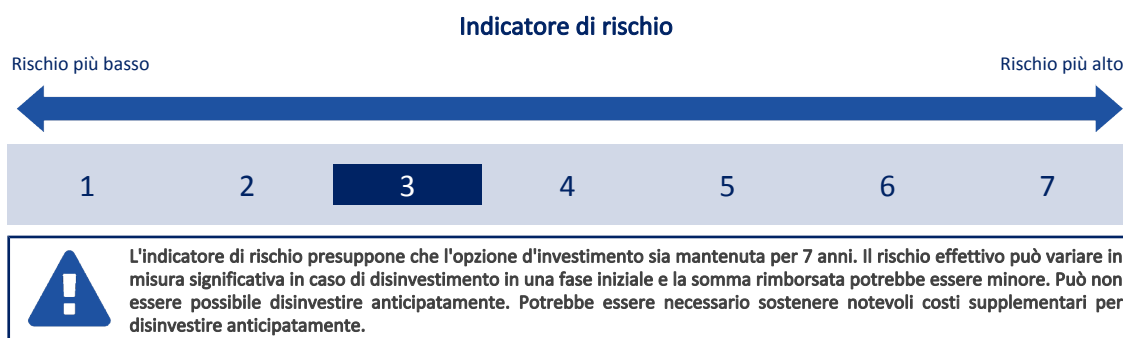 Indicatore di rischio
Rischio più basso
Rischio più alto
1 2 3 4 5 6 7
L'indicatore di rischio presuppone che l'opzione d'investimento sia mantenuta per 7 anni. Il rischio effettivo può variare in
misura significativa in caso di disinvestimento in una fase iniziale e la somma rimborsata potrebbe essere minore. Può non
essere possibile disinvestire anticipatamente. Potrebbe essere necessario sostenere notevoli costi supplementari per
disinvestire anticipatamente.